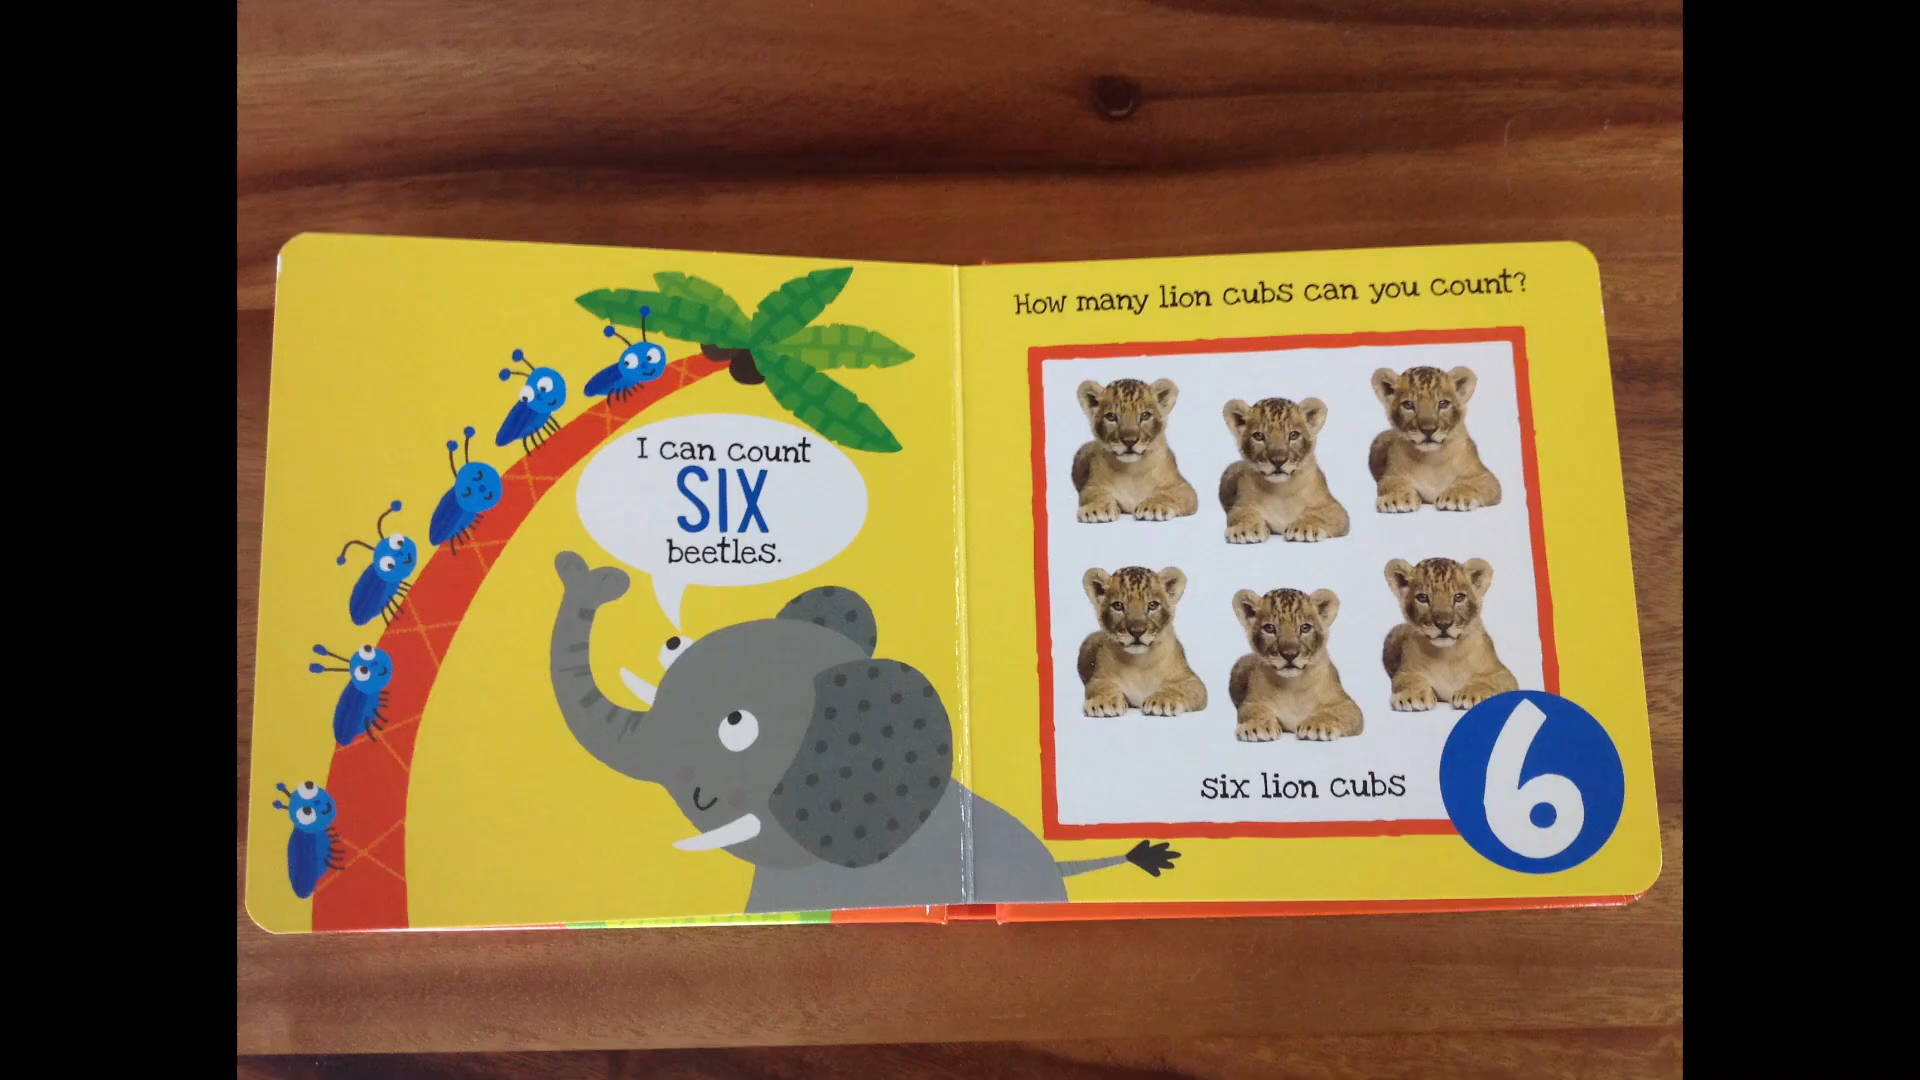 I can count
SIX
beetles.
How many lion cubs can you count?
six lion cubs
6